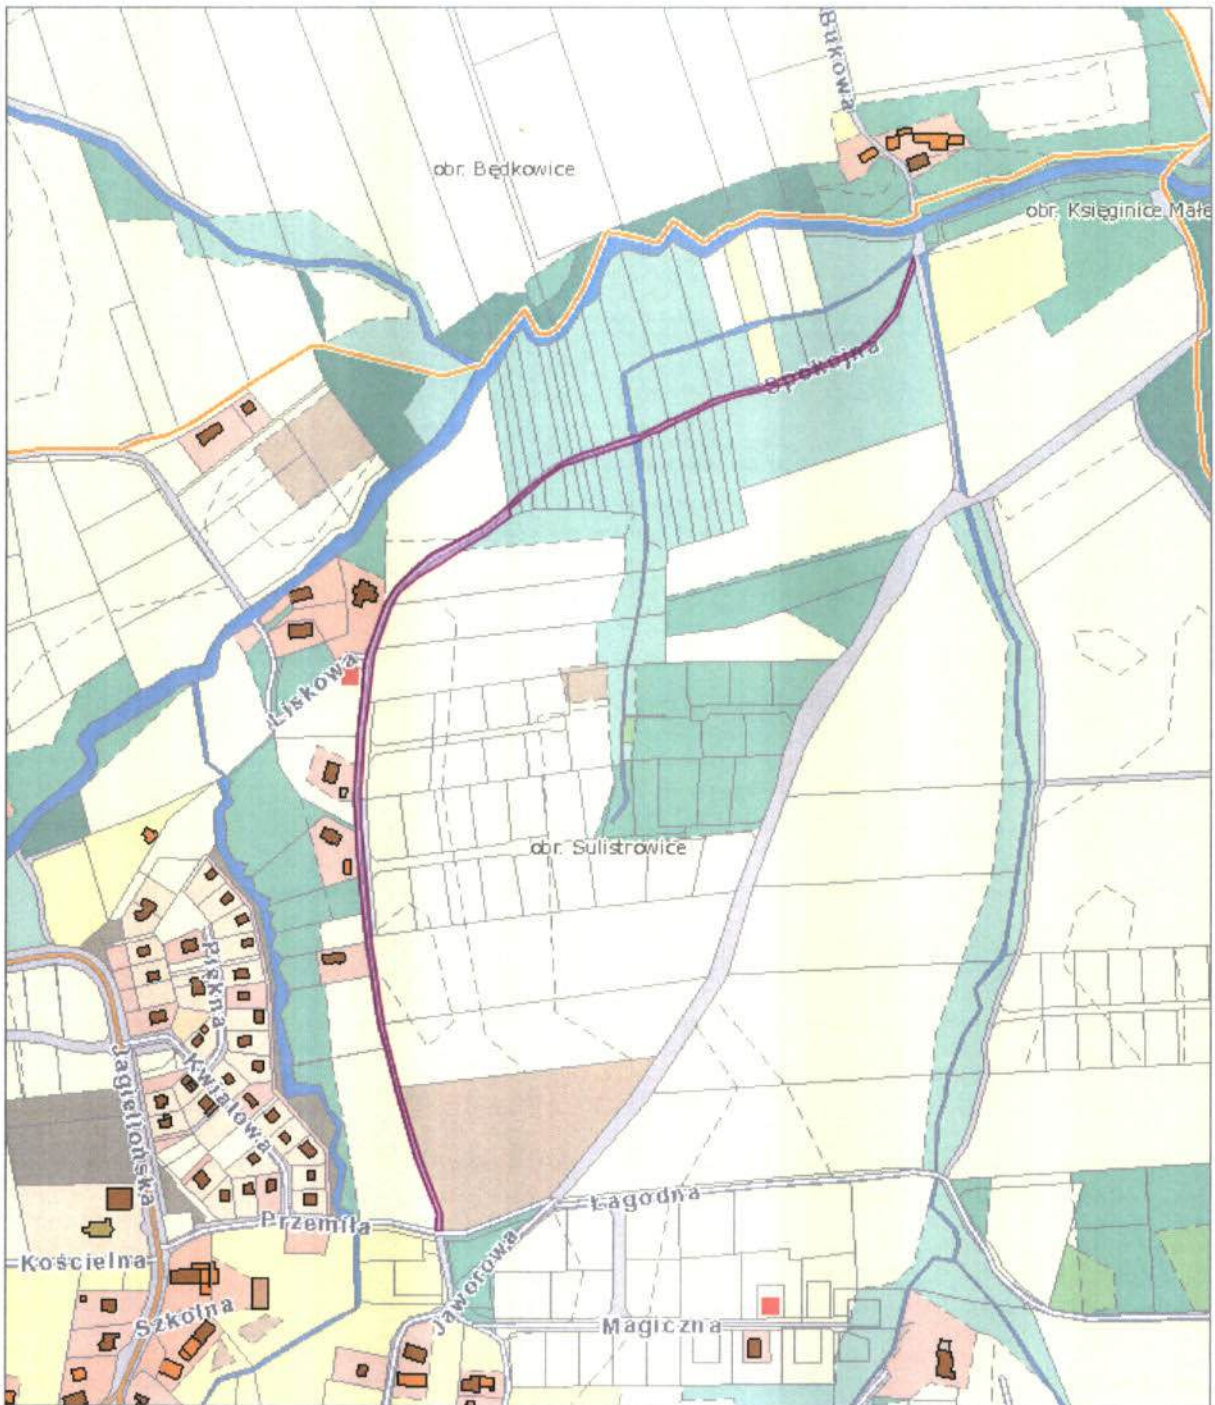 Bukowa
obr. Będkowice
obr. Księginice Małe
Spokojna
Liskowa
obr. Sulistrowice
Piękna
Kwiatowa
Jagiellońska
Łagodna
Przemiła
Kościelna
Jaworowa
Szkolna
Magiczna